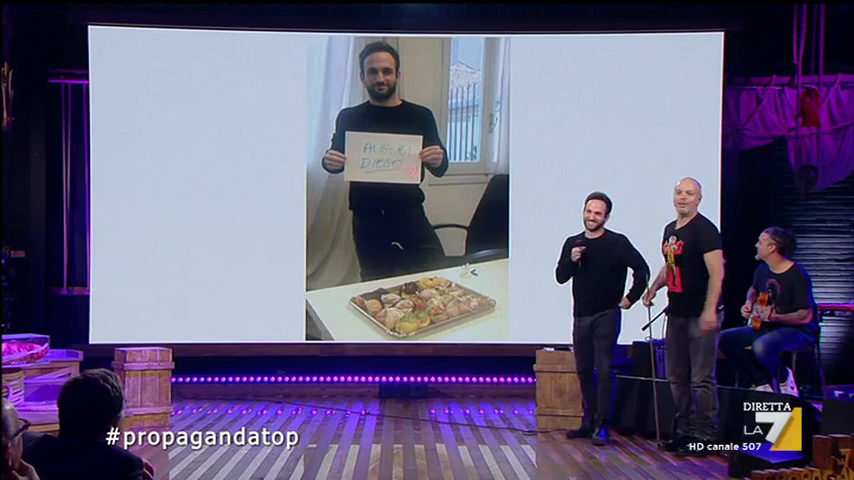 AUGURI
DIEGO
#propagandatop
DIRETTA
LA 7
HD canale 507